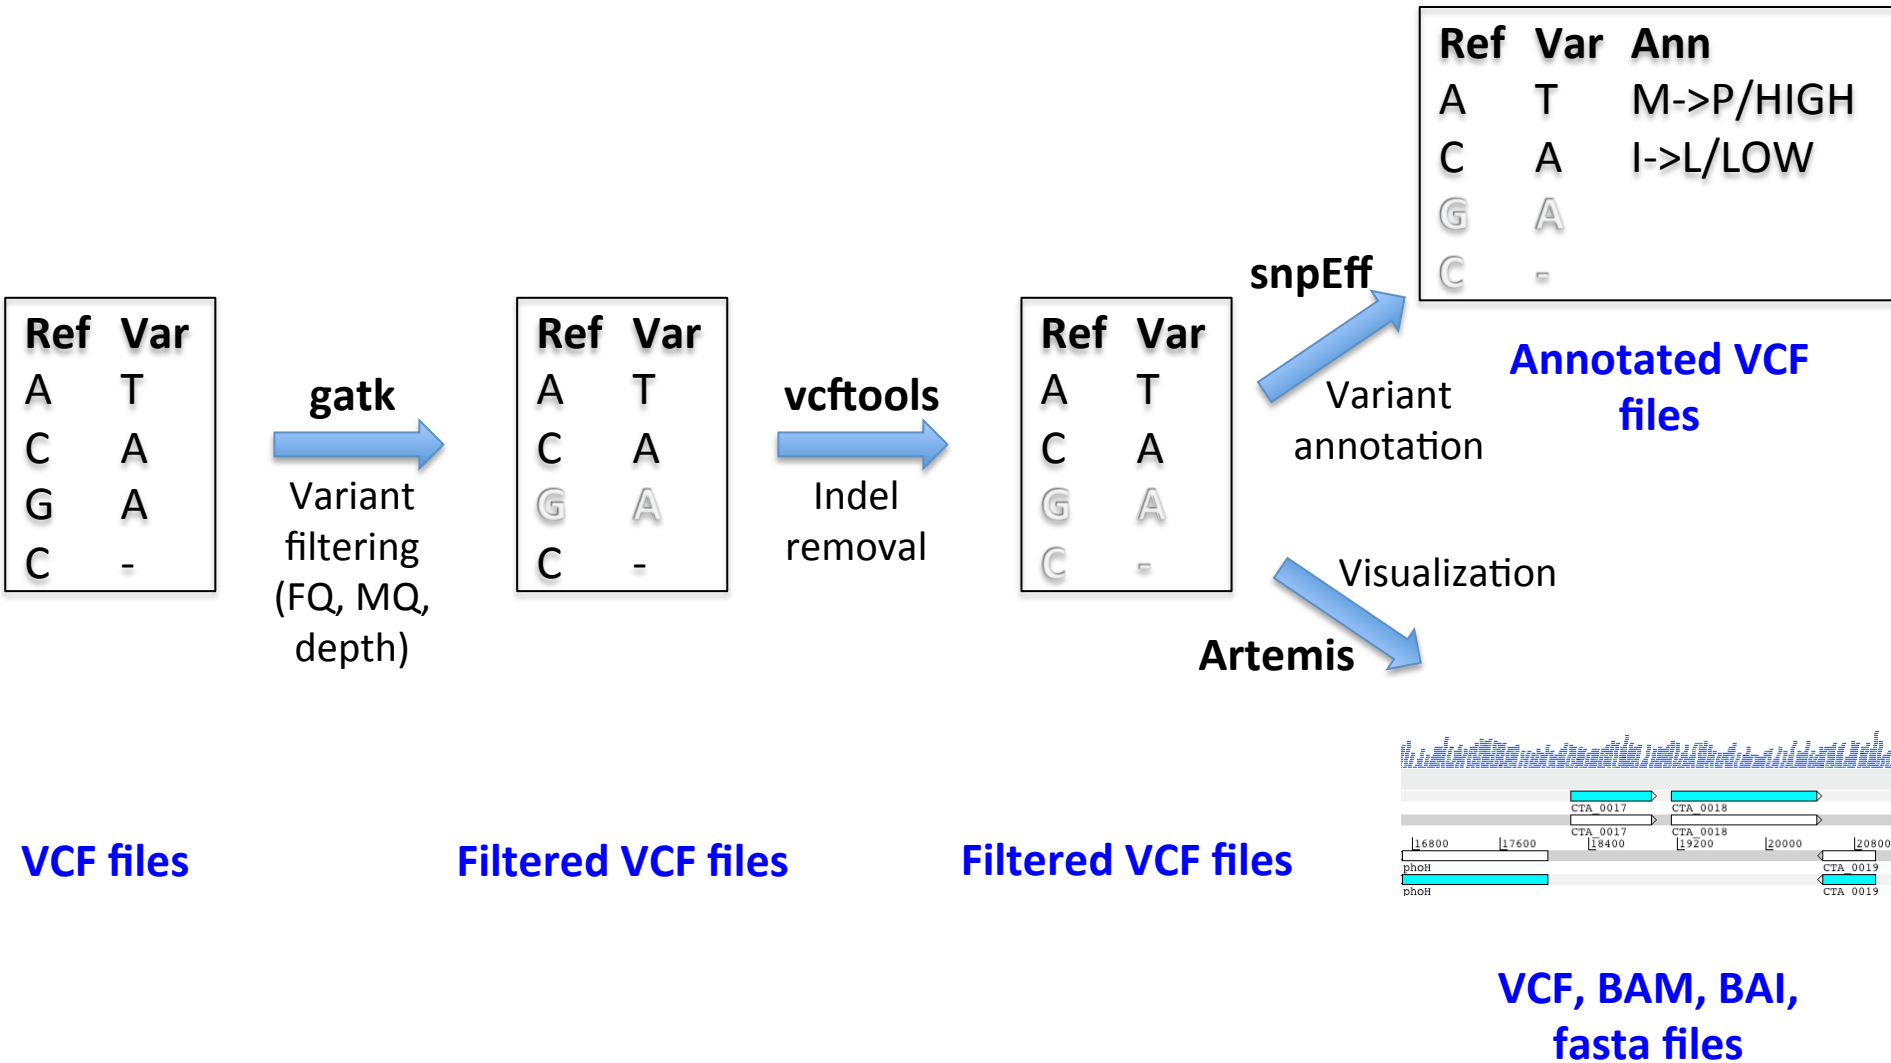 Ref Var
A T
C A
G A
C -
gatk
Variant
filtering
(FQ, MQ,
depth)
Ref Var
A T
C A
G A
C -
vcftools
Indel
removal
Ref Var
A T
C A
G A
C -
snpEff
Variant
annotation
Ref Var Ann
A T M->P/HIGH
C A I->L/LOW
G A
C -
Annotated VCF
files
Visualization
Artemis
CTA_0017 CTA_0018
CTA_0017 CTA_0018
16800 17600 18400 19200 20000 20800
phoH CTA_0019
phoH CTA_0019
VCF files
Filtered VCF files
Filtered VCF files
VCF, BAM, BAI,
fasta files